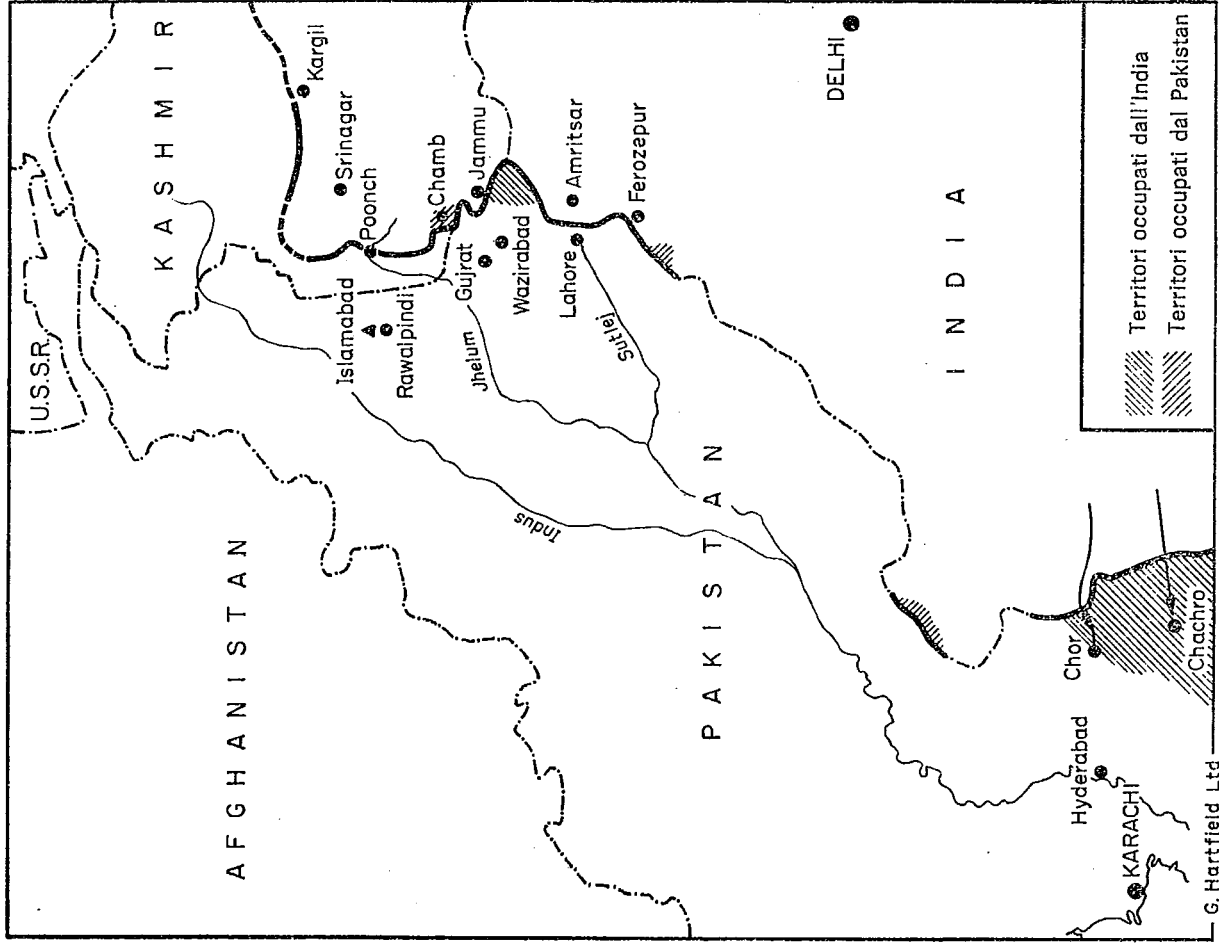 U.S.S.R.
KASHMIR
AFGHANISTAN
Kargil
Srinagar
Poonch
Islamabad
Rawalpindi
Chamb
Jammu
Gujrat
Wazirabad
Jhelum
Lahore
Amritsar
Sutlej
Ferozepur
Indus
PAKISTAN
DELHI
INDIA
Chor
Chachro
Hyderabad
KARACHI
Territori occupati dall'India
Territori occupati dal Pakistan
G. Hartfield Ltd